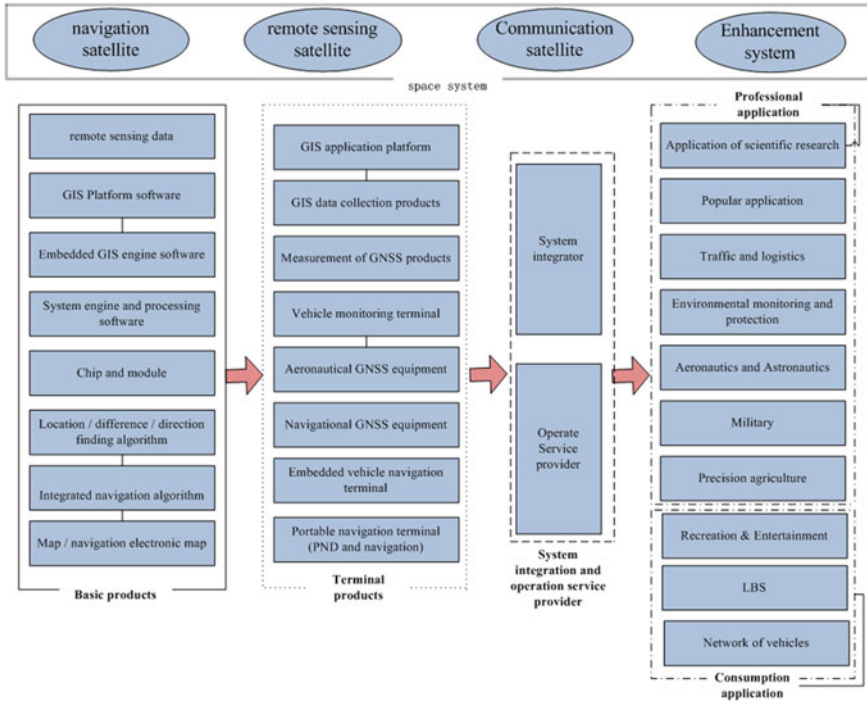 navigation
satellite
remote sensing
satellite
Communication
satellite
Enhancement
system
space system
remote sensing data
GIS Platform software
Embedded GIS engine software
System engine and processing
software
Chip and module
Location / difference / direction
finding algorithm
Integrated navigation algorithm
Map / navigation electronic map
Basic products
GIS application platform
GIS data collection products
Measurement of GNSS products
Vehicle monitoring terminal
Aeronautical GNSS equipment
Navigational GNSS equipment
Embedded vehicle navigation
terminal
Portable navigation terminal
(PND and navigation)
Terminal
products
System
integrator
Operate
Service
provider
System
integration and
operation service
provider
Professional
application
Application of scientific research
Popular application
Traffic and logistics
Environmental monitoring and
protection
Aeronautics and Astronautics
Military
Precision agriculture
Recreation & Entertainment
LBS
Network of vehicles
Consumption
application